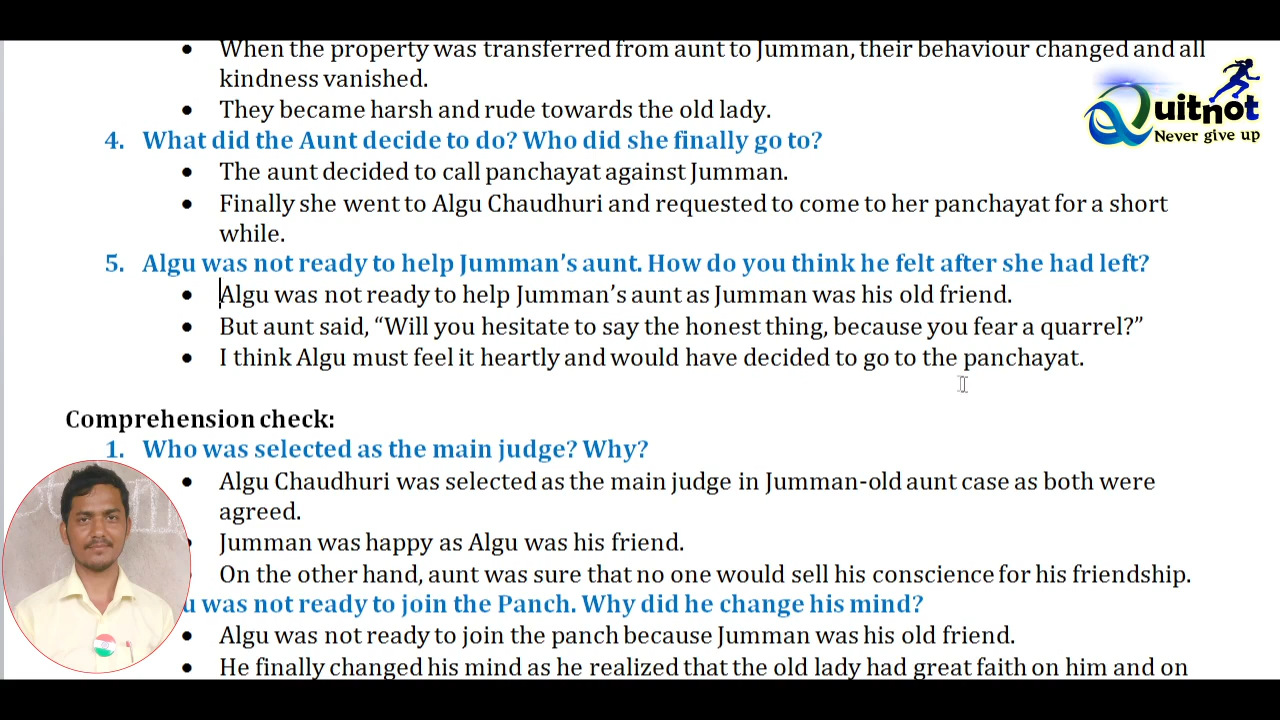 When the property was transferred from aunt to Jumman, their behaviour changed and all
kindness vanished.
They became harsh and rude towards the old lady.
4. What did the Aunt decide to do? Who did she finally go to?
The aunt decided to call panchayat against Jumman.
Finally she went to Algu Chaudhuri and requested to come to her panchayat for a short
while.
5. Algu was not ready to help Jumman's aunt. How do you think he felt after she had left?
Algu was not ready to help Jumman's aunt as Jumman was his old friend.
But aunt said, “Will you hesitate to say the honest thing, because you fear a quarrel?”
I think Algu must feel it heartly and would have decided to go to the panchayat.
Comprehension check:
1. Who was selected as the main judge? Why?
Algu Chaudhuri was selected as the main judge in Jumman-old aunt case as both were
agreed.
Jumman was happy as Algu was his friend.
On the other hand, aunt was sure that no one would sell his conscience for his friendship.
u was not ready to join the Panch. Why did he change his mind?
Algu was not ready to join the panch because Jumman was his old friend.
He finally changed his mind as he realized that the old lady had great faith on him and on
Quitnot
Never give up